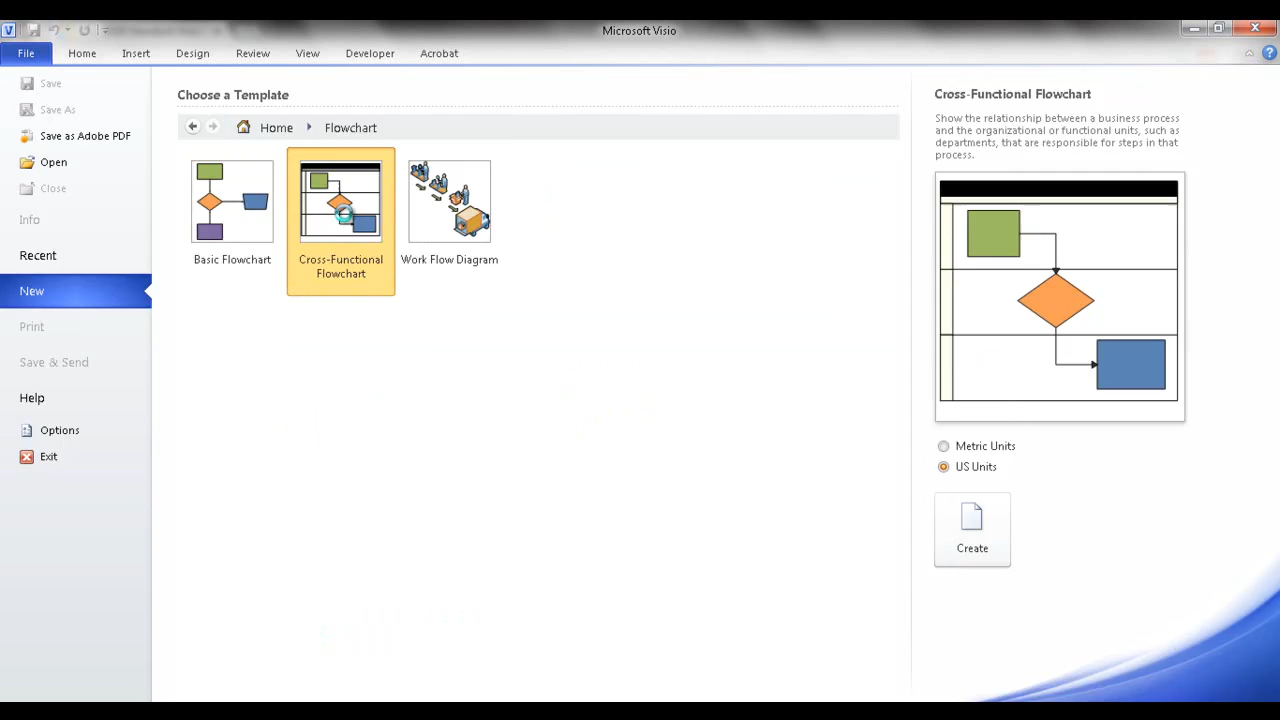 Microsoft Visio
File Home Insert Design Review View Developer Acrobat
Save
Save As
Save as Adobe PDF
Open
Close
Info
Recent
New
Print
Save & Send
Help
Options
Exit
Choose a Template
Home Flowchart
Basic Flowchart
Cross-Functional
Flowchart
Work Flow Diagram
Cross-Functional Flowchart
Show the relationship between a business process
and the organizational or functional units, such as
departments, that are responsible for steps in that
process.
Metric Units
US Units
Create